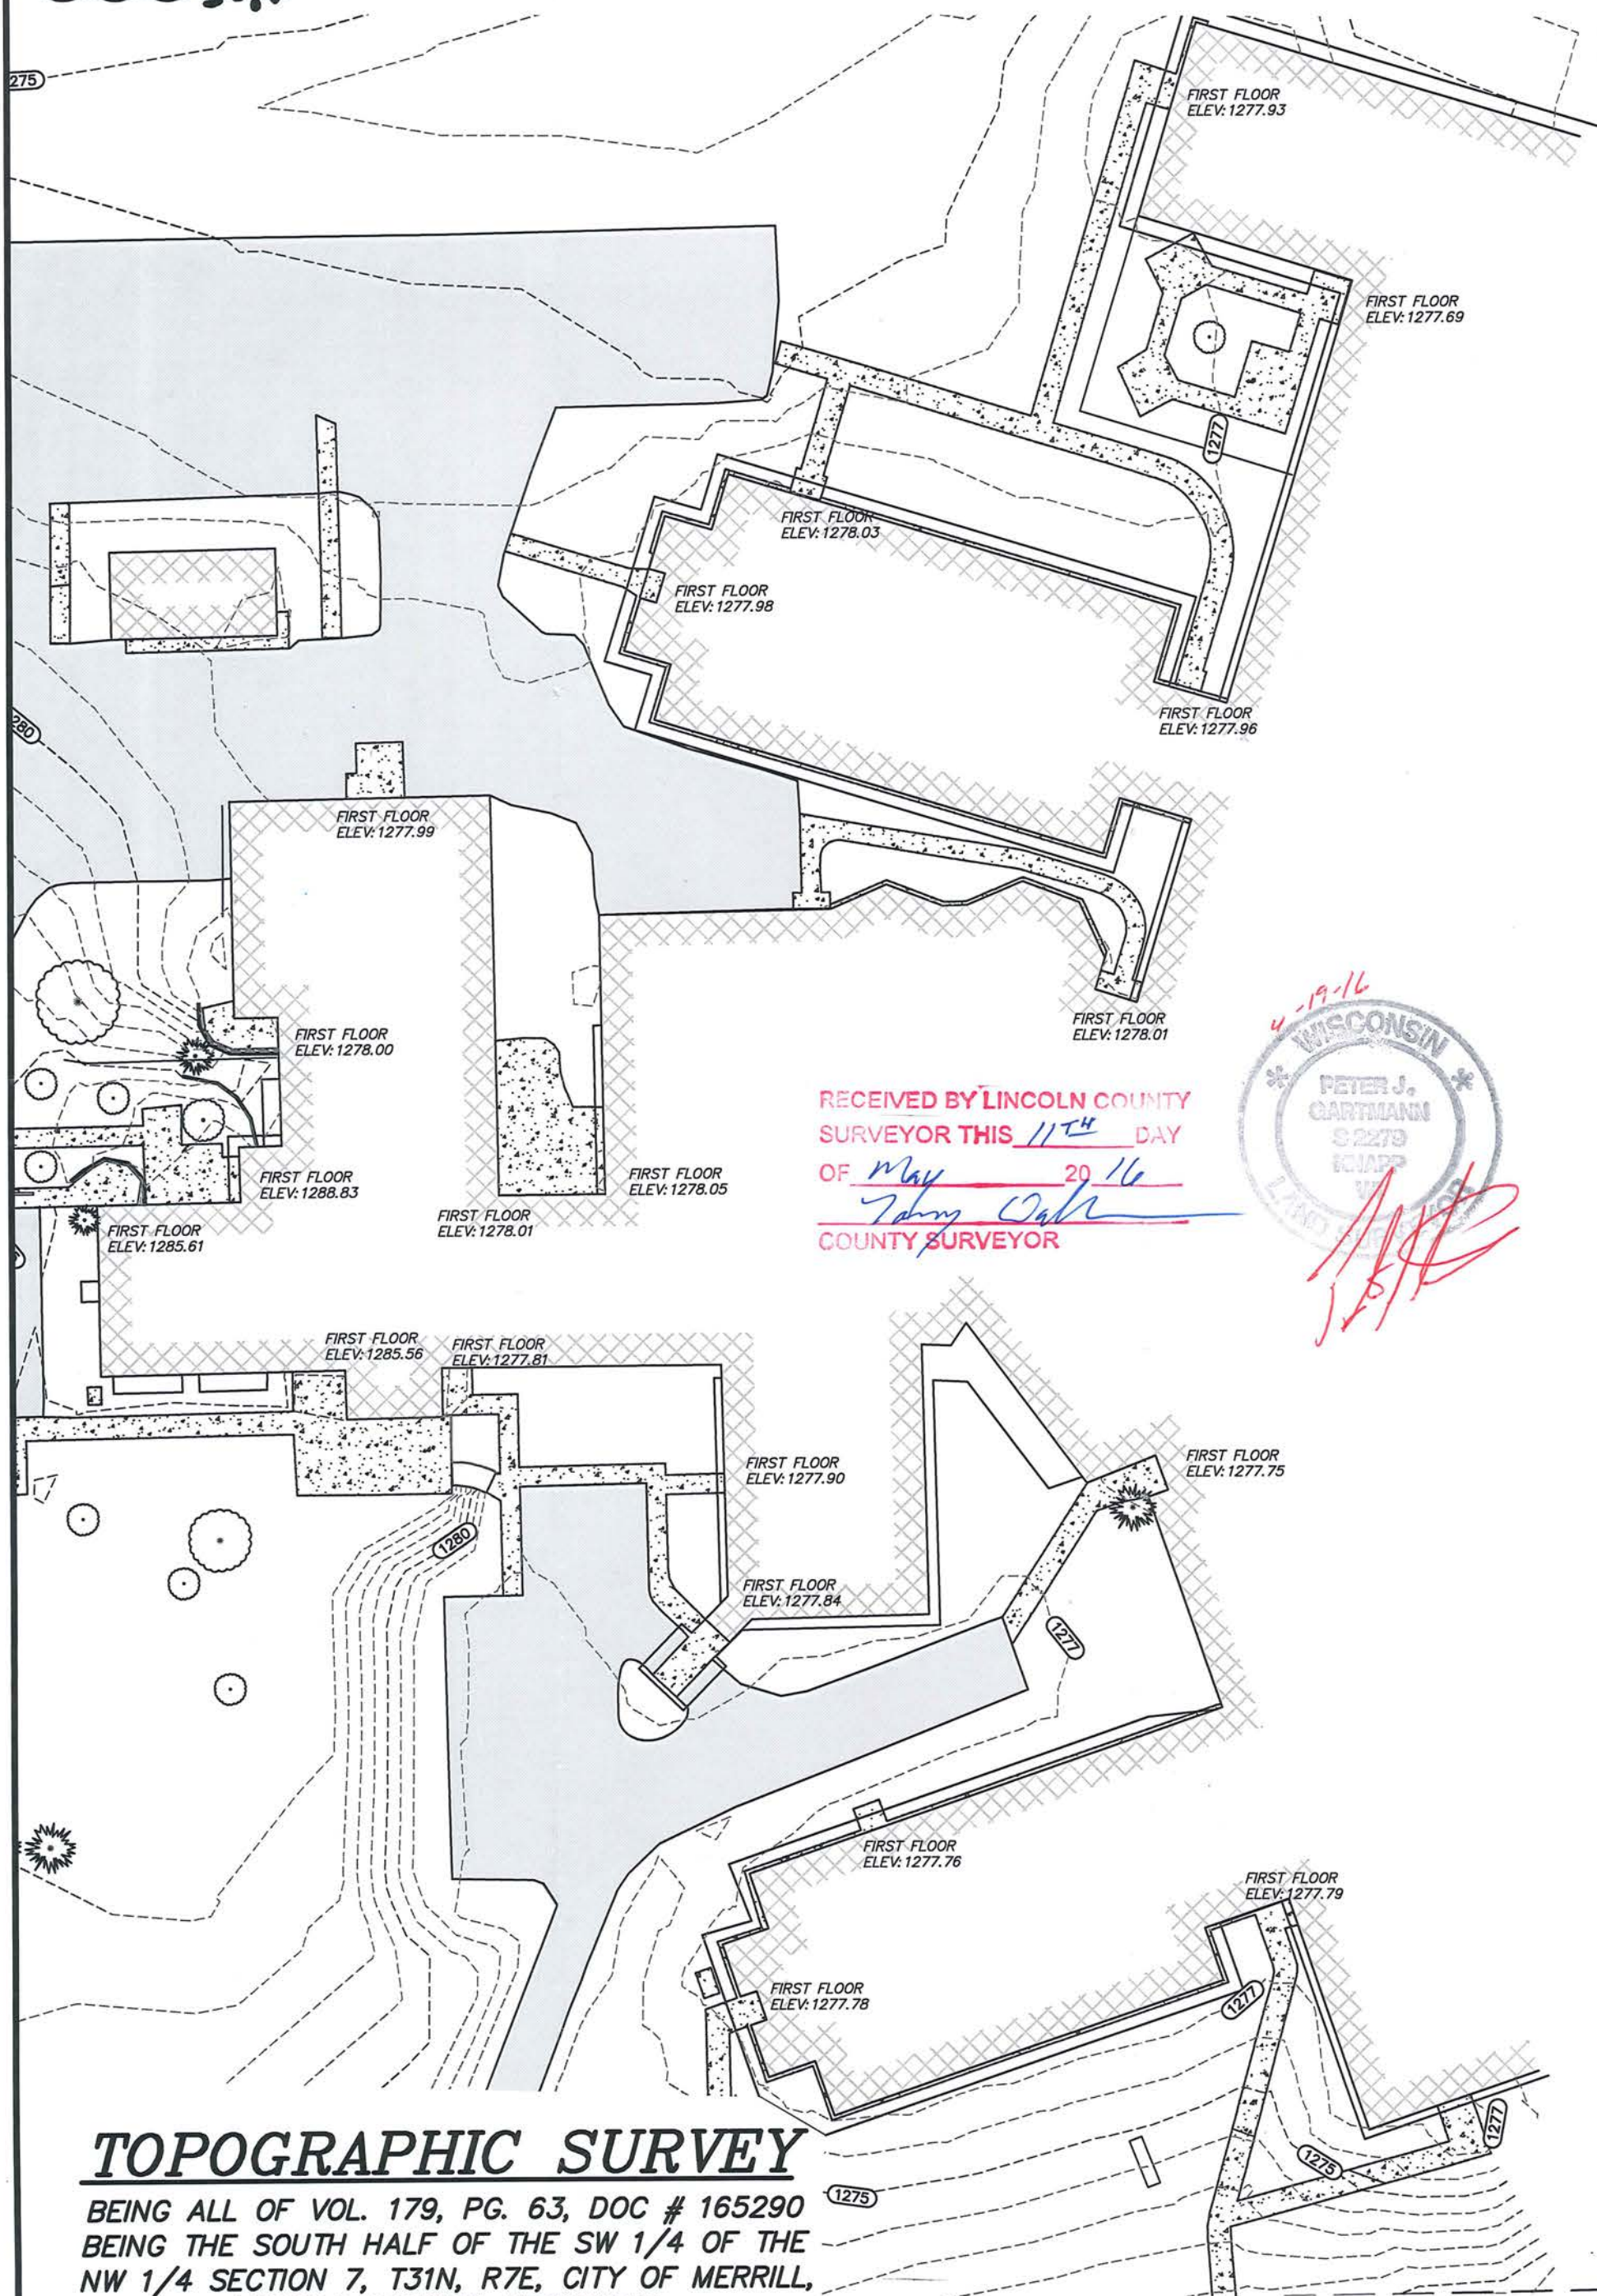 275
FIRST FLOOR
ELEV: 1277.93
FIRST FLOOR
ELEV: 1277.69
1277
FIRST FLOOR
ELEV: 1278.03
FIRST FLOOR
ELEV: 1277.98
FIRST FLOOR
ELEV: 1277.96
280
FIRST FLOOR
ELEV: 1277.99
FIRST FLOOR
ELEV: 1278.00
FIRST FLOOR
ELEV: 1278.01
4-19-16
WISCONSIN
PETER J.
GARTMANN
S 2279
KNAPP
WI
LAND SURVEYOR
RECEIVED BY LINCOLN COUNTY
SURVEYOR THIS 11TH DAY
OF May 20 16
COUNTY SURVEYOR
FIRST FLOOR
ELEV: 1288.83
FIRST FLOOR
ELEV: 1278.05
FIRST FLOOR
ELEV: 1285.61
FIRST FLOOR
ELEV: 1278.01
FIRST FLOOR
ELEV: 1285.56
FIRST FLOOR
ELEV: 1277.81
FIRST FLOOR
ELEV: 1277.90
FIRST FLOOR
ELEV: 1277.75
1280
FIRST FLOOR
ELEV: 1277.84
1277
FIRST FLOOR
ELEV: 1277.76
FIRST FLOOR
ELEV: 1277.79
FIRST FLOOR
ELEV: 1277.78
1277
1277
1275
1275
TOPOGRAPHIC SURVEY
BEING ALL OF VOL. 179, PG. 63, DOC # 165290
BEING THE SOUTH HALF OF THE SW 1/4 OF THE
NW 1/4 SECTION 7, T31N, R7E, CITY OF MERRILL,